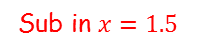 Sub in x = 1.5